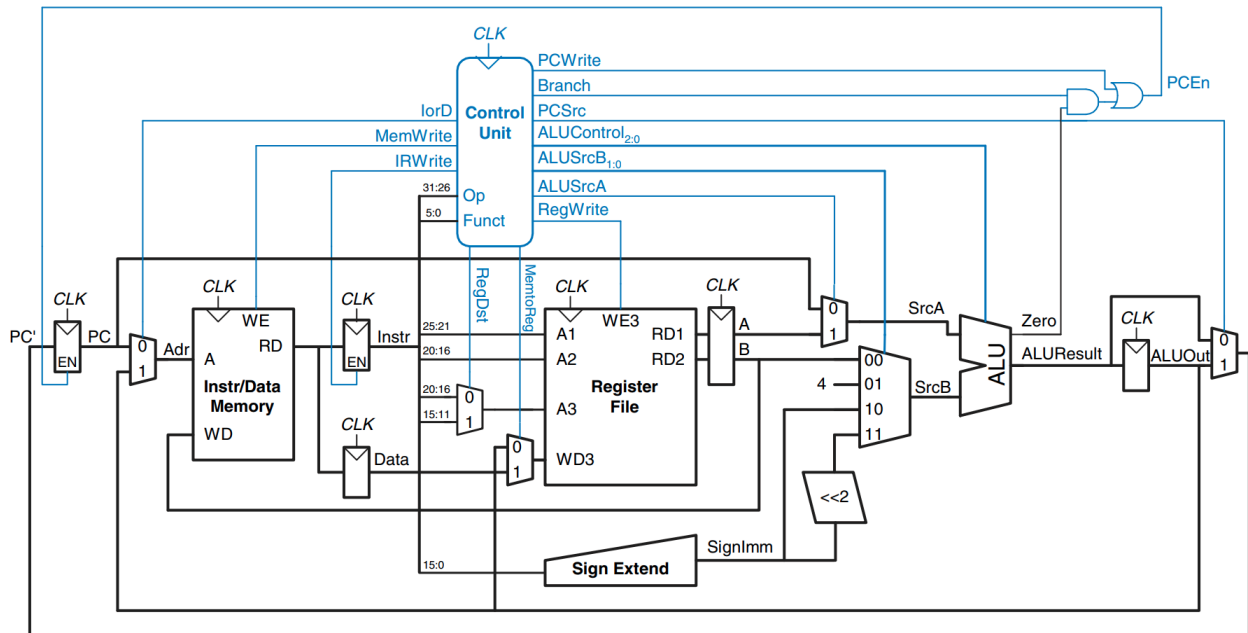 CLK
PCWrite
Branch
PCEn
IorD
Control
Unit
PCSrc
MemWrite
ALUControl2:0
IRWrite
ALUSrcB1:0
31:26
Op
ALUSrcA
5:0
Funct
RegWrite
RegDst
MemtoReg
CLK
CLK
CLK
CLK
CLK
PC'
PC
EN
0
1
Adr
WE
RD
A
Instr/Data
Memory
WD
EN
Instr
25:21
20:16
20:16
15:11
0
1
A1
A2
A3
WD3
WE3
RD1
RD2
Register
File
A
B
0
1
SrcA
00
01
10
11
4
SrcB
ALU
Zero
ALUResult
CLK
ALUOut
0
1
CLK
Data
0
1
<<2
15:0
Sign Extend
SignImm